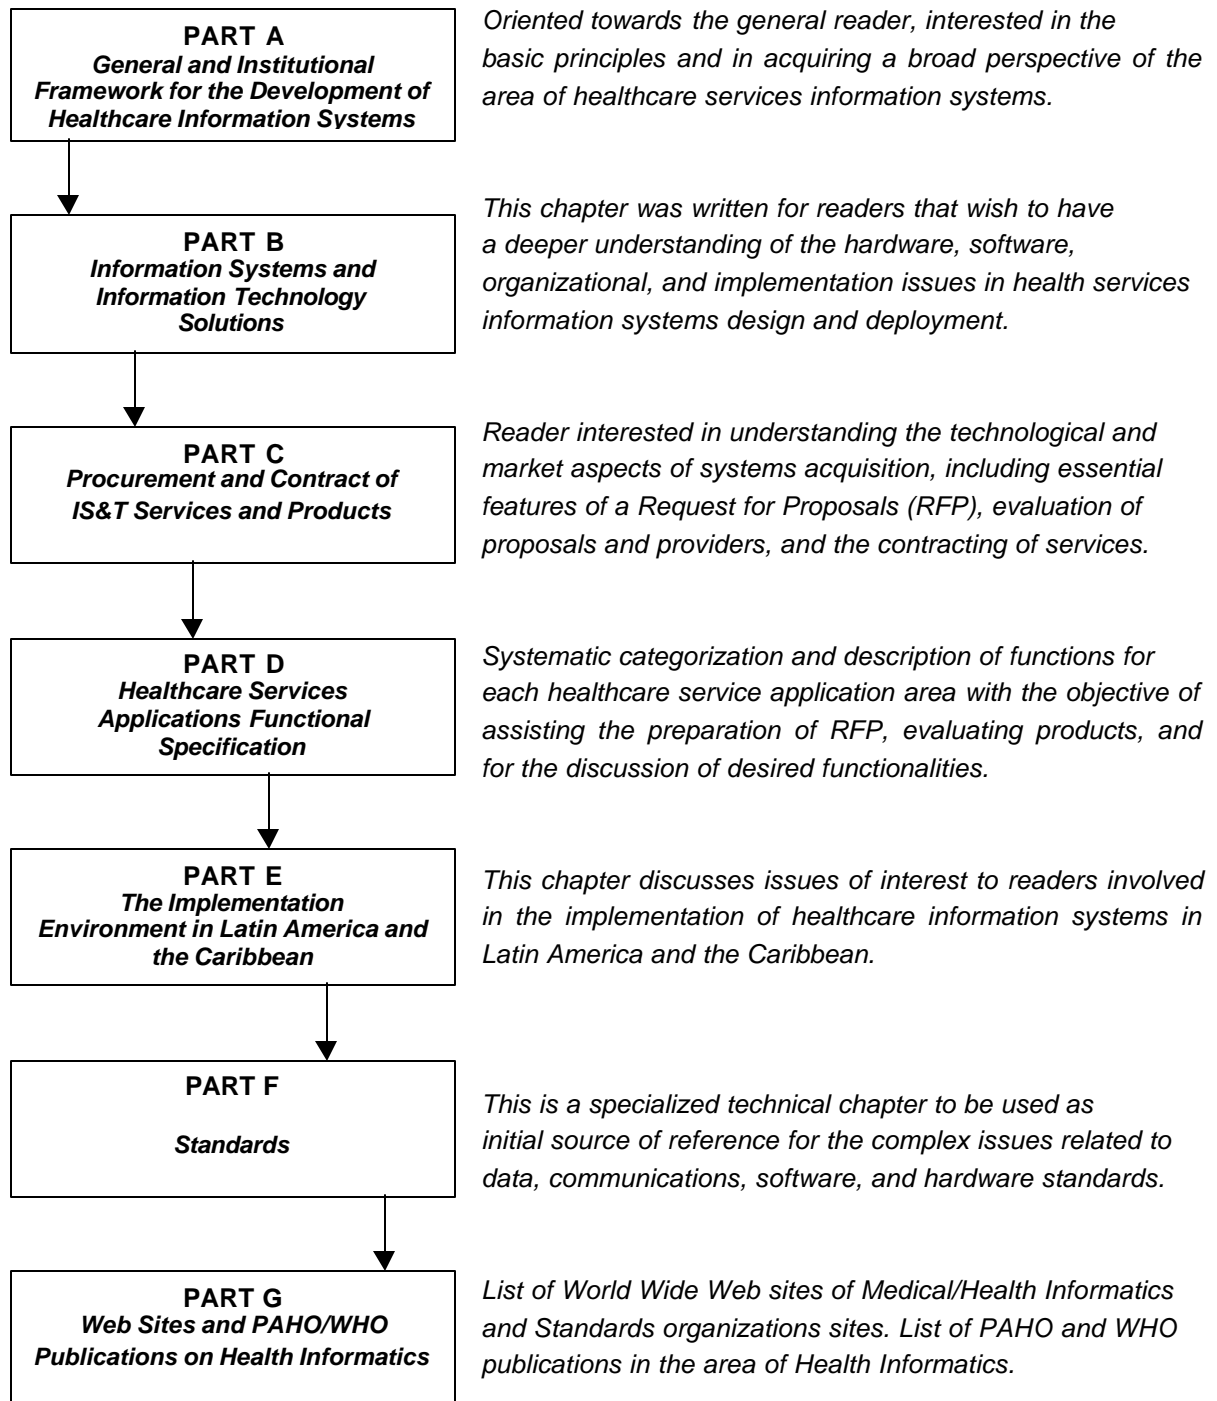 PART A
General and Institutional
Framework for the Development of
Healthcare Information Systems
Oriented towards the general reader, interested in the
basic principles and in acquiring a broad perspective of the
area of healthcare services information systems.
PART B
Information Systems and
Information Technology
Solutions
This chapter was written for readers that wish to have
a deeper understanding of the hardware, software,
organizational, and implementation issues in health services
information systems design and deployment.
PART C
Procurement and Contract of
IS&T Services and Products
Reader interested in understanding the technological and
market aspects of systems acquisition, including essential
features of a Request for Proposals (RFP), evaluation of
proposals and providers, and the contracting of services.
PART D
Healthcare Services
Applications Functional
Specification
Systematic categorization and description of functions for
each healthcare service application area with the objective of
assisting the preparation of RFP, evaluating products, and
for the discussion of desired functionalities.
PART E
The Implementation
Environment in Latin America and
the Caribbean
This chapter discusses issues of interest to readers involved
in the implementation of healthcare information systems in
Latin America and the Caribbean.
PART F
Standards
This is a specialized technical chapter to be used as
initial source of reference for the complex issues related to
data, communications, software, and hardware standards.
PART G
Web Sites and PAHO/WHO
Publications on Health Informatics
List of World Wide Web sites of Medical/Health Informatics
and Standards organizations sites. List of PAHO and WHO
publications in the area of Health Informatics.